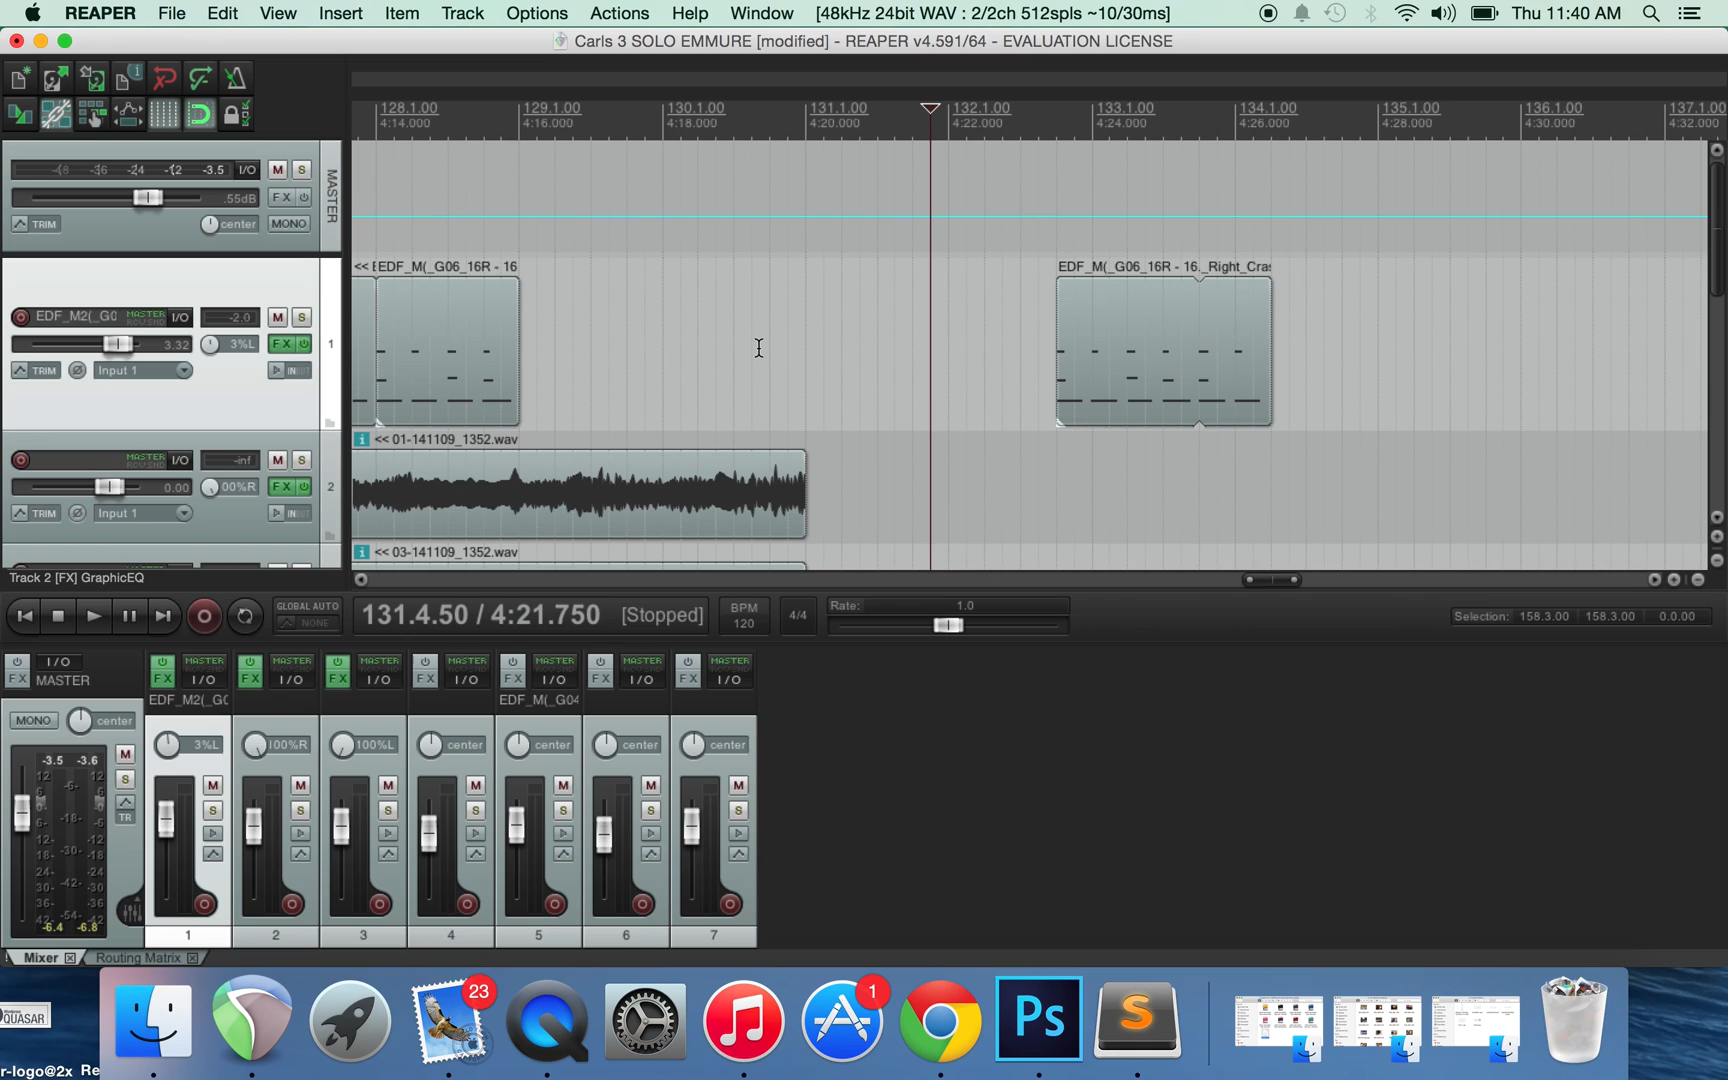 REAPER File Edit View Insert Item Track Options Actions Help Window [48kHz 24bit WAV : 2/2ch 512spls ~10/30ms] Thu 11:40 AM
Carls 3 SOLO EMMURE [modified] - REAPER v4.591/64 - EVALUATION LICENSE
128.1.00 129.1.00 130.1.00 131.1.00 132.1.00 133.1.00 134.1.00 135.1.00 136.1.00 137.1.00
4:14.000 4:16.000 4:18.000 4:20.000 4:22.000 4:24.000 4:26.000 4:28.000 4:30.000 4:32.000
-36 -24 -12 -3.5 I/O M S
.55dB FX
TRIM center MONO
MASTER
EDF_M(_G06_16R - 16
EDF_M(_G06_16R - 16._Right_Cra
EDF_M2(_G0 MASTER I/O -2.0 M S
3.32 3%L FX 1
TRIM Input 1 IN
<< 01-141109_1352.wav
MASTER I/O -inf M S
0.00 00%R FX 2
TRIM Input 1 IN
<< 03-141109_1352.wav
Track 2 [FX] GraphicEQ
131.4.50 / 4:21.750 [Stopped]
GLOBAL AUTO
NONE
BPM
120
4/4
Rate: 1.0
Selection: 158.3.00 158.3.00 0.0.00
FX I/O MASTER
FX MASTER I/O FX MASTER I/O FX MASTER I/O FX MASTER I/O FX MASTER I/O FX MASTER I/O FX MASTER I/O
EDF_M2(_G0 EDF_M(_G04
MONO center 3%L 100%R 100%L center center center center
-3.5 -3.6 M
12 -6- 12 S
TR
-18-
-30-
-42-
-54-
-6.4 -6.8
M M M M M M M
S S S S S S S
1 2 3 4 5 6 7
Mixer Routing Matrix
23 1
Ps S
QUASAR
r-logo@2x Re